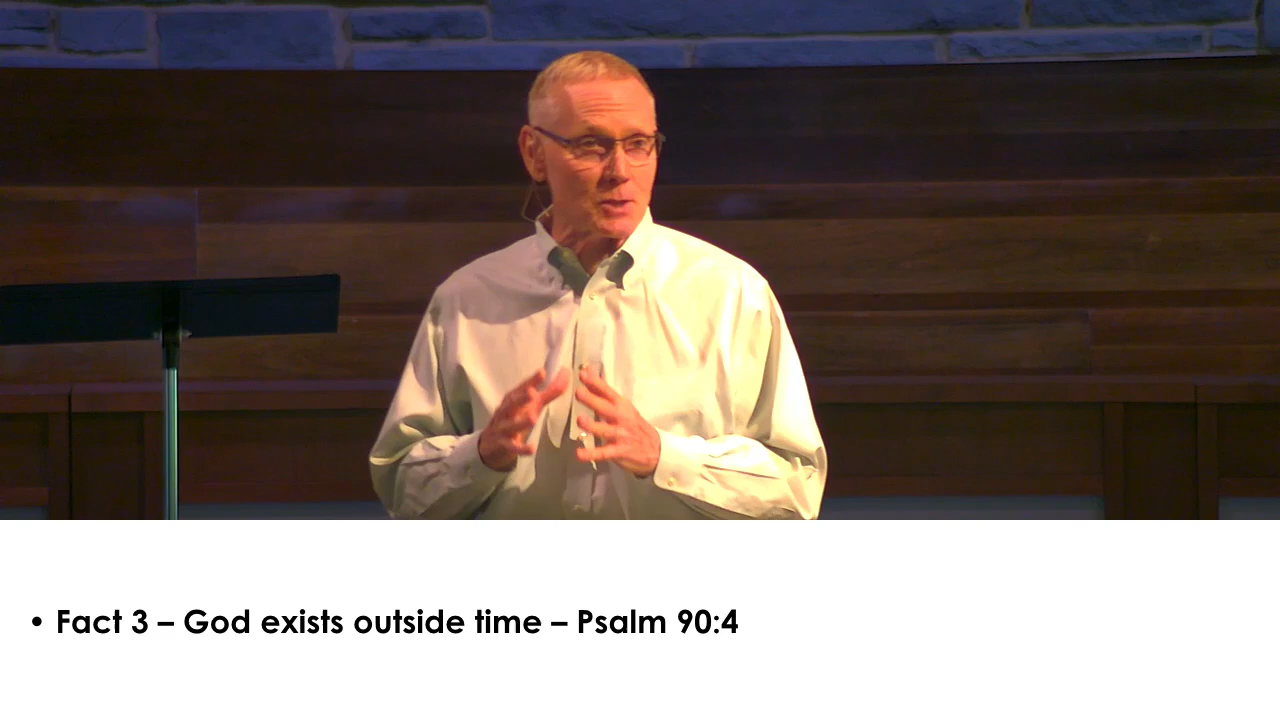 • Fact 3 – God exists outside time – Psalm 90:4